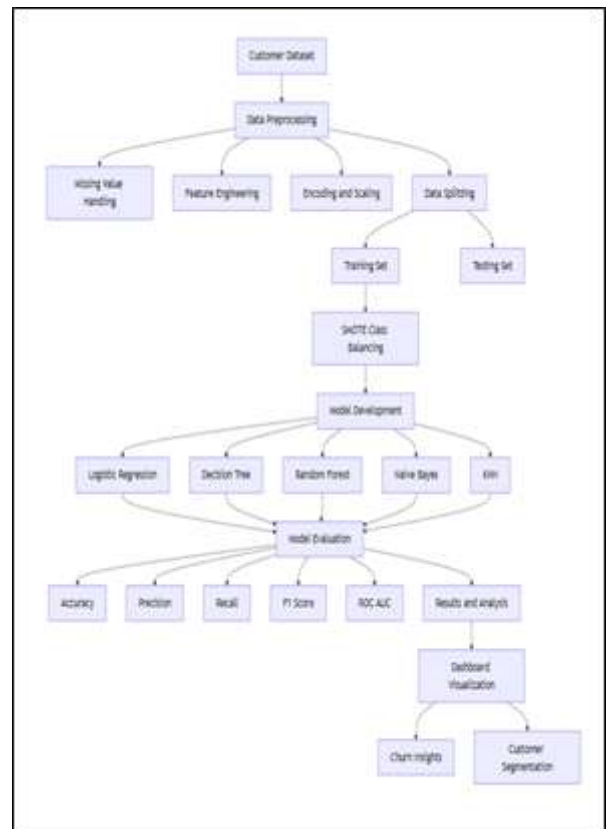 Customer Dataset
Data Preprocessing
Missing Value
Handling
Feature Engineering
Encoding and Scaling
Data Splitting
Training Set
Testing Set
SMOTE Class
Balancing
Model Development
Logistic Regression
Decision Tree
Random Forest
Naive Bayes
KNN
Model Evaluation
Accuracy
Precision
Recall
F1 Score
ROC AUC
Results and Analysis
Dashboard
Visualization
Churn Insights
Customer
Segmentation